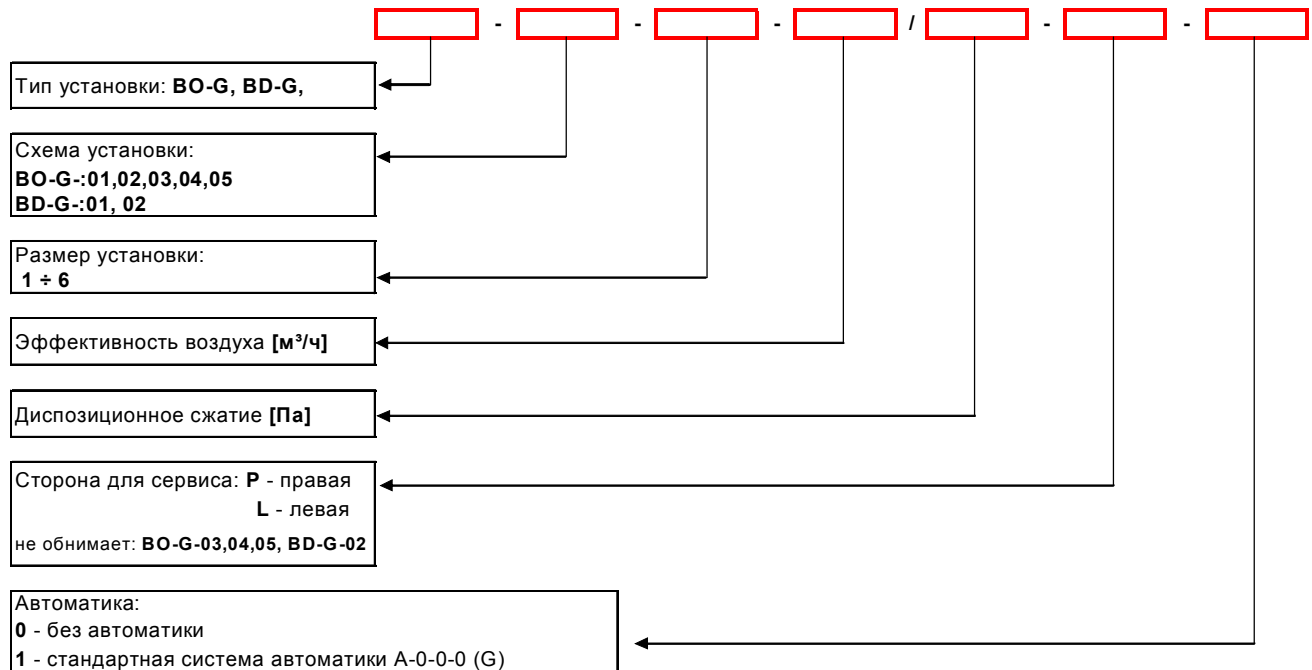 - - - / - -
Тип установки: BO-G, BD-G,
Схема установки:
BO-G-:01,02,03,04,05
BD-G-:01, 02
Размер установки:
1 ÷ 6
Эффективность воздуха [м³/ч]
Диспозиционное сжатие [Па]
Сторона для сервиса: P - правая
L - левая
не обнимает: BO-G-03,04,05, BD-G-02
Автоматика:
0 - без автоматики
1 - стандартная система автоматики A-0-0-0 (G)